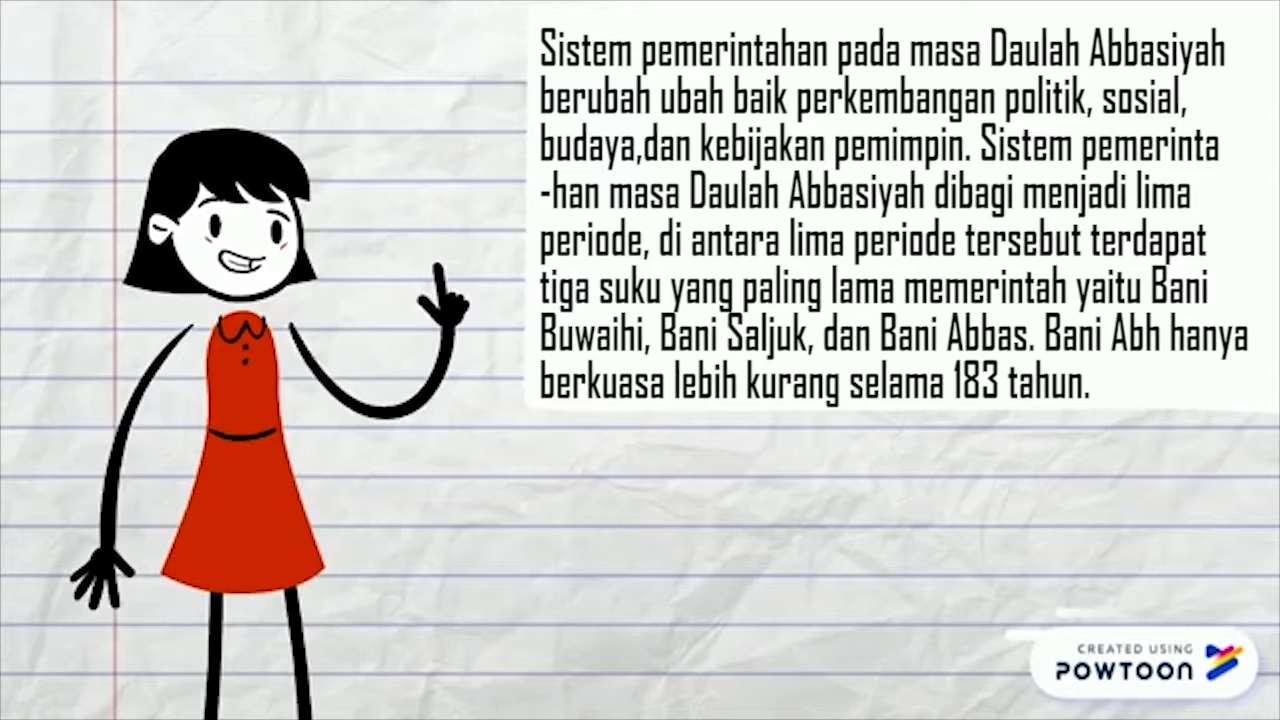 Sistem pemerintahan pada masa Daulah Abbasiyah
berubah ubah baik perkembangan politik, sosial,
budaya,dan kebijakan pemimpin. Sistem pemerinta
-han masa Daulah Abbasiyah dibagi menjadi lima
periode, di antara lima periode tersebut terdapat
tiga suku yang paling lama memerintah yaitu Bani
Buwaihi, Bani Saljuk, dan Bani Abbas. Bani Abh hanya
berkuasa lebih kurang selama 183 tahun.
CREATED USING
POWTOON